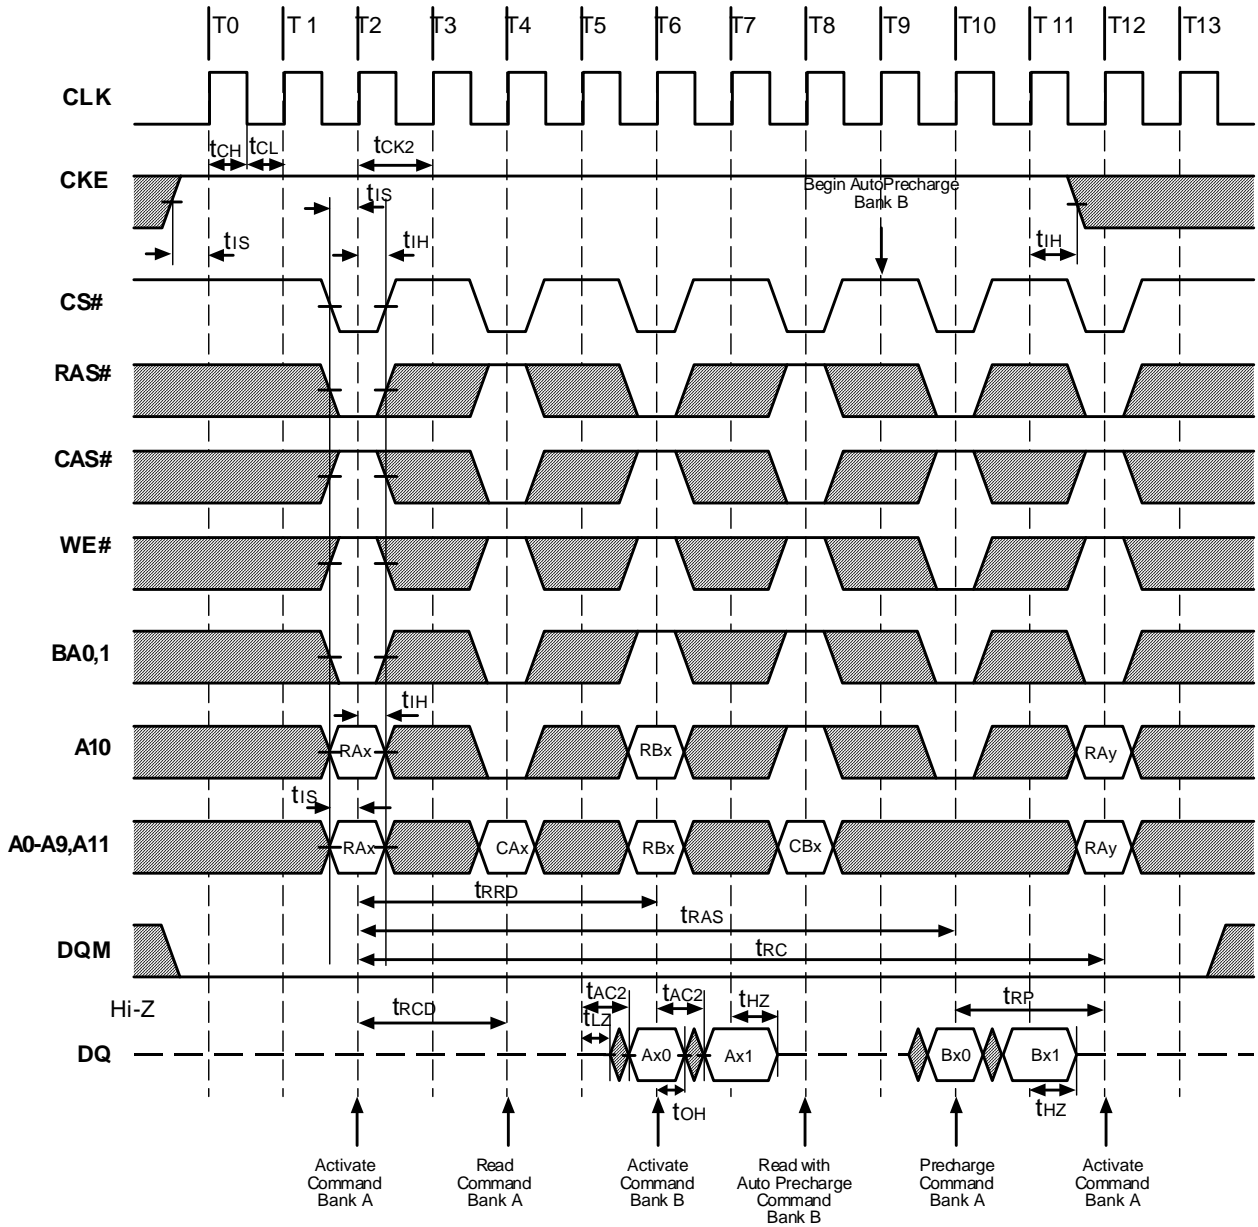 T0 T 1 T2 T3 T4 T5 T6 T7 T8 T9 T10 T 11 T12 T13
CLK
tCH tCL tCK2
CKE
Begin AutoPrecharge
Bank B
tIS
tIS tIH tIH
CS#
RAS#
CAS#
WE#
BA0,1
tIH
A10 RAx RBx RAy
tIS
A0-A9,A11 RAx CAx RBx CBx RAy
tRRD
tRAS
DQM
tRC
Hi-Z tRCD tAC2 tAC2 tHZ tRP
tLZ
DQ Ax0 Ax1 Bx0 Bx1
tOH tHZ
Activate
Command
Bank A
Read
Command
Bank A
Activate
Command
Bank B
Read with
Auto Precharge
Command
Bank B
Precharge
Command
Bank A
Activate
Command
Bank A